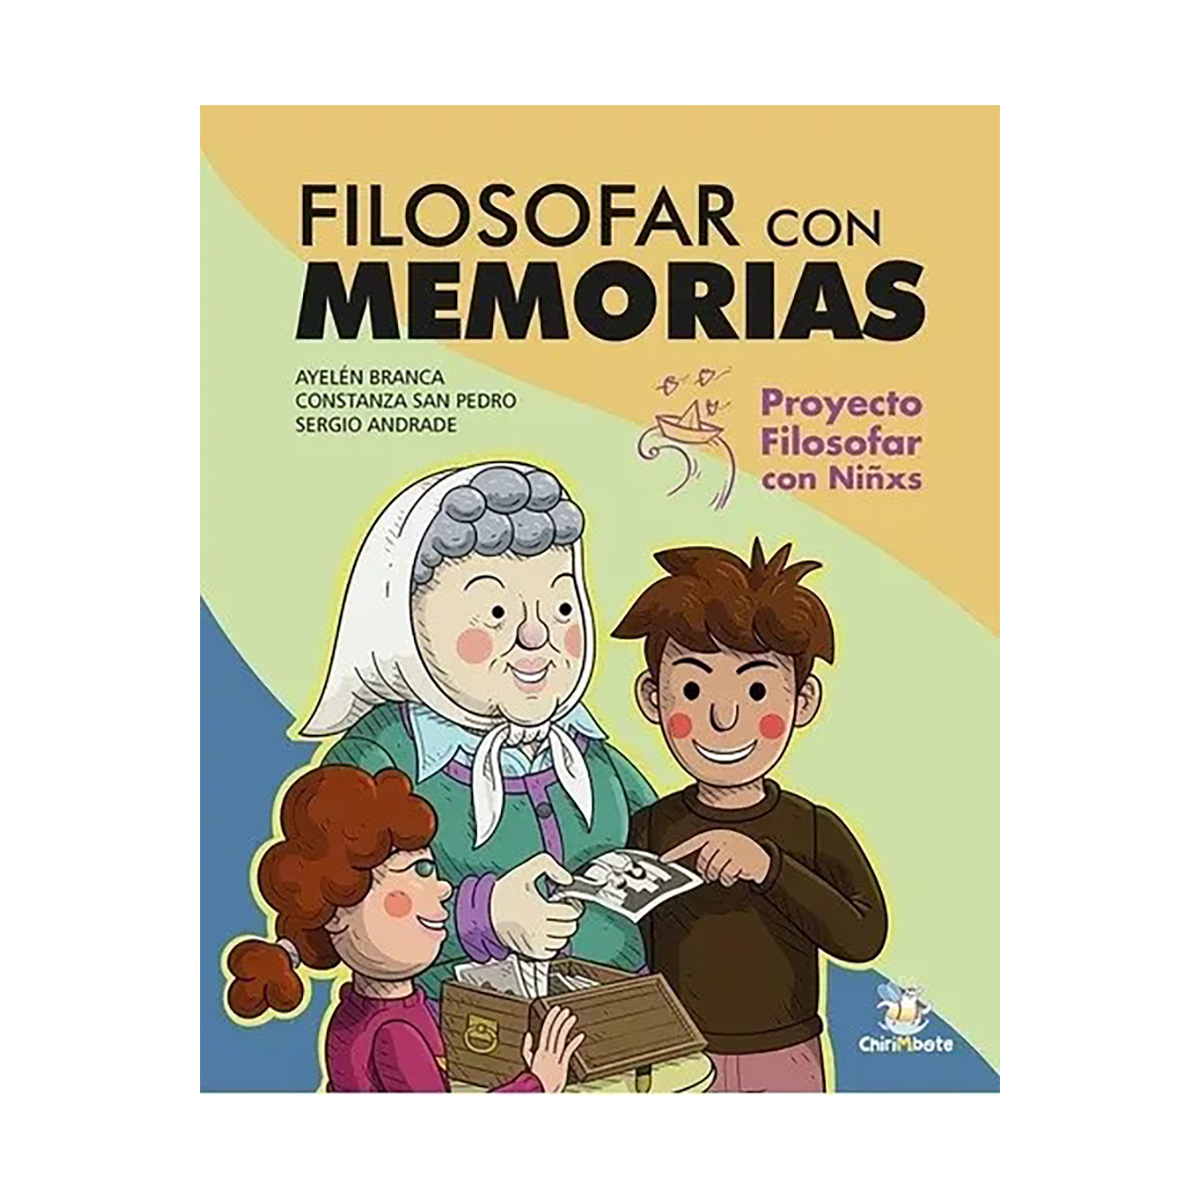 FILOSOFAR CON
MEMORIAS
AYELÉN BRANCA
CONSTANZA SAN PEDRO
SERGIO ANDRADE
Proyecto
Filosofar
con Niñxs
ChiriMbote